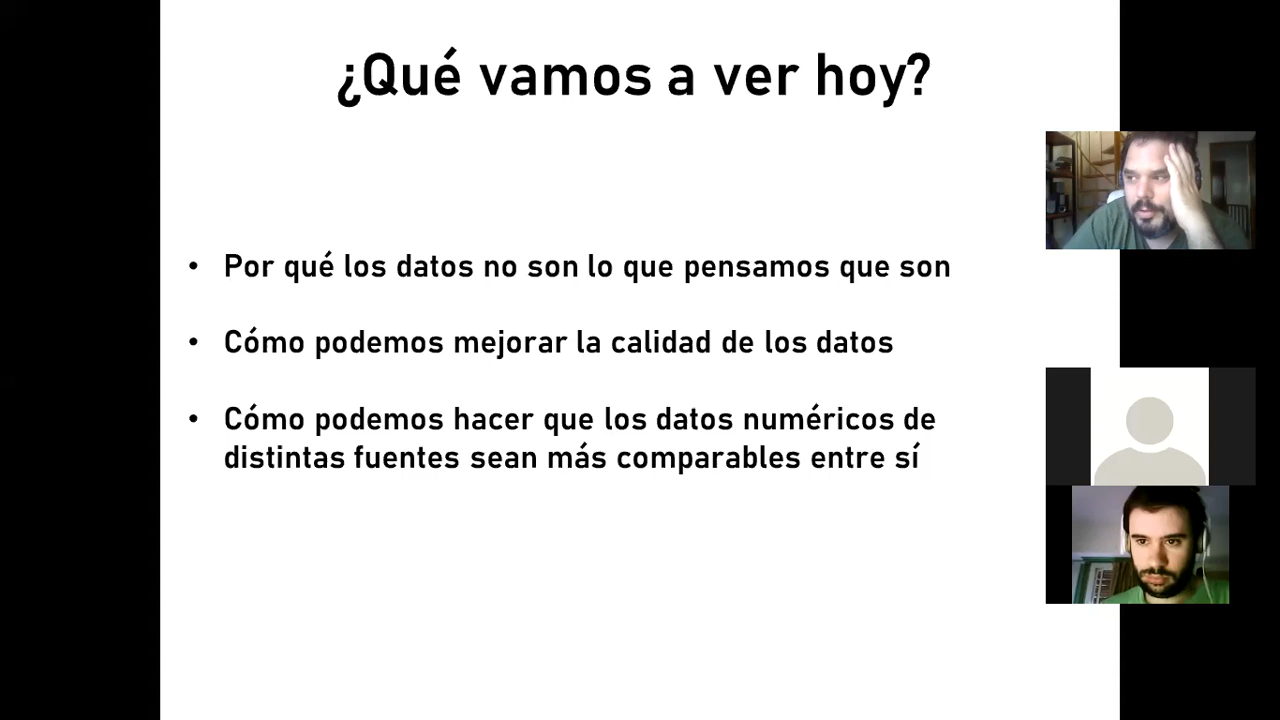 ¿Qué vamos a ver hoy?
• Por qué los datos no son lo que pensamos que son
• Cómo podemos mejorar la calidad de los datos
• Cómo podemos hacer que los datos numéricos de
distintas fuentes sean más comparables entre sí